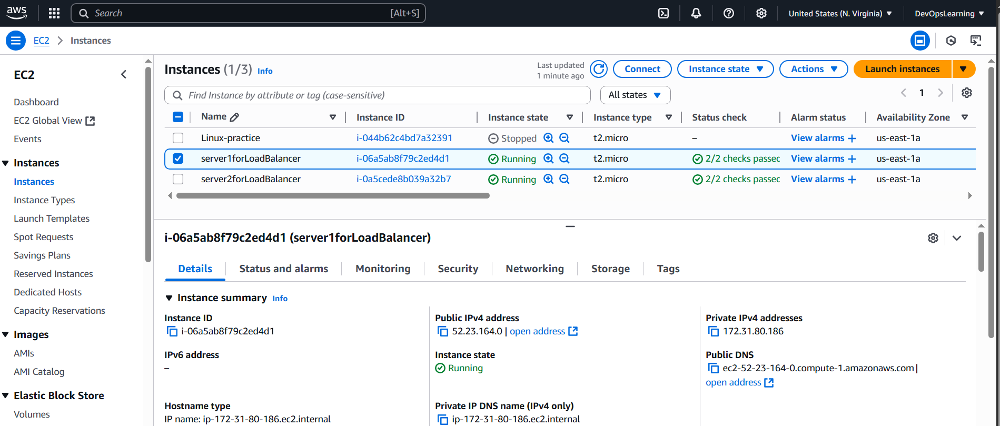 aws
Search [Alt+S]
United States (N. Virginia)
DevOpsLearning
EC2
Instances
EC2
Dashboard
EC2 Global View
Events
Instances
Instances
Instance Types
Launch Templates
Spot Requests
Savings Plans
Reserved Instances
Dedicated Hosts
Capacity Reservations
Images
AMIs
AMI Catalog
Elastic Block Store
Volumes
Instances (1/3) Info
Last updated
1 minute ago
Connect
Instance state
Actions
Launch instances
Find Instance by attribute or tag (case-sensitive)
All states
1
Name Instance ID Instance state Instance type Status check Alarm status Availability Zone
Linux-practice i-044b62c4bd7a32391 Stopped t2.micro – View alarms + us-east-1a
server1forLoadBalancer i-06a5ab8f79c2ed4d1 Running t2.micro 2/2 checks passed View alarms + us-east-1a
server2forLoadBalancer i-0a5cede8b039a32b7 Running t2.micro 2/2 checks passed View alarms + us-east-1a
i-06a5ab8f79c2ed4d1 (server1forLoadBalancer)
Details Status and alarms Monitoring Security Networking Storage Tags
Instance summary Info
Instance ID
i-06a5ab8f79c2ed4d1
Public IPv4 address
52.23.164.0 | open address
Private IPv4 addresses
172.31.80.186
IPv6 address
–
Instance state
Running
Public DNS
ec2-52-23-164-0.compute-1.amazonaws.com |
open address
Hostname type
IP name: ip-172-31-80-186.ec2.internal
Private IP DNS name (IPv4 only)
ip-172-31-80-186.ec2.internal